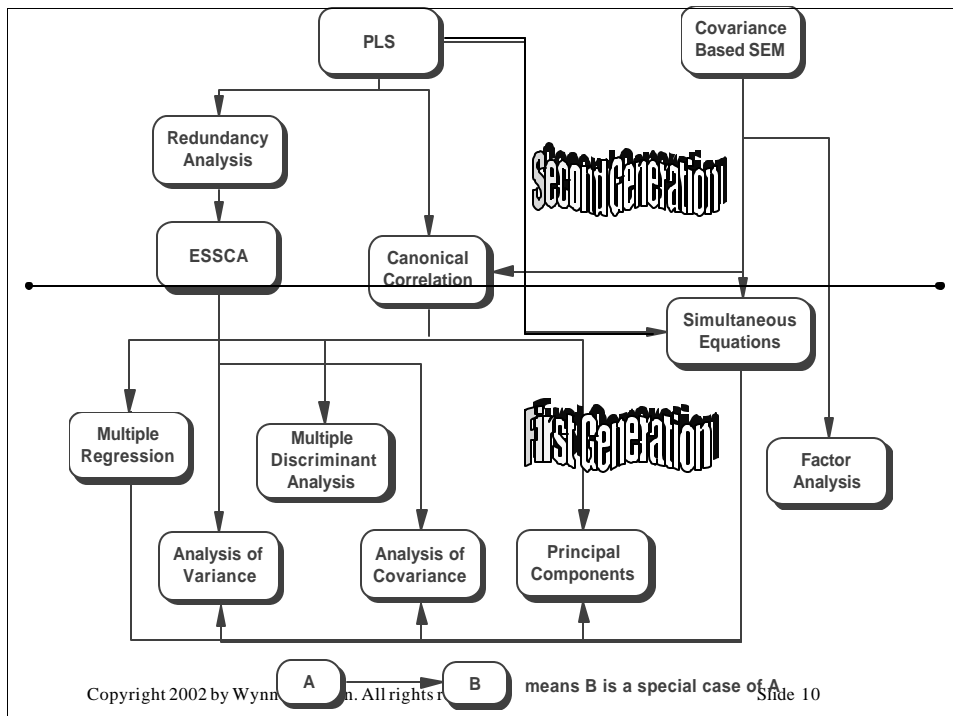 PLS
Covariance
Based SEM
Redundancy
Analysis
Second Generation
ESSCA
Canonical
Correlation
Simultaneous
Equations
First Generation
Multiple
Regression
Multiple
Discriminant
Analysis
Factor
Analysis
Analysis of
Variance
Analysis of
Covariance
Principal
Components
A
B
means B is a special case of A
Copyright 2002 by Wynn n. All rights r Slide 10